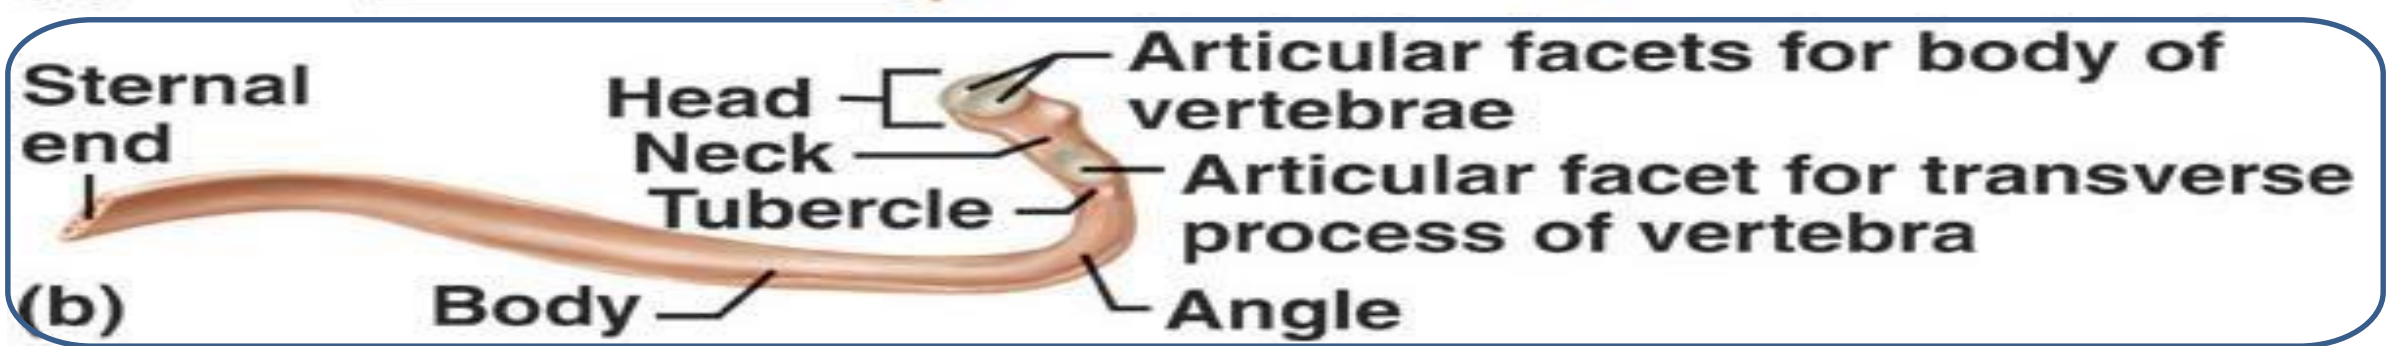 Sternal
end
Head
Neck
Tubercle
Articular facets for body of
vertebrae
Articular facet for transverse
process of vertebra
(b)
Body
Angle